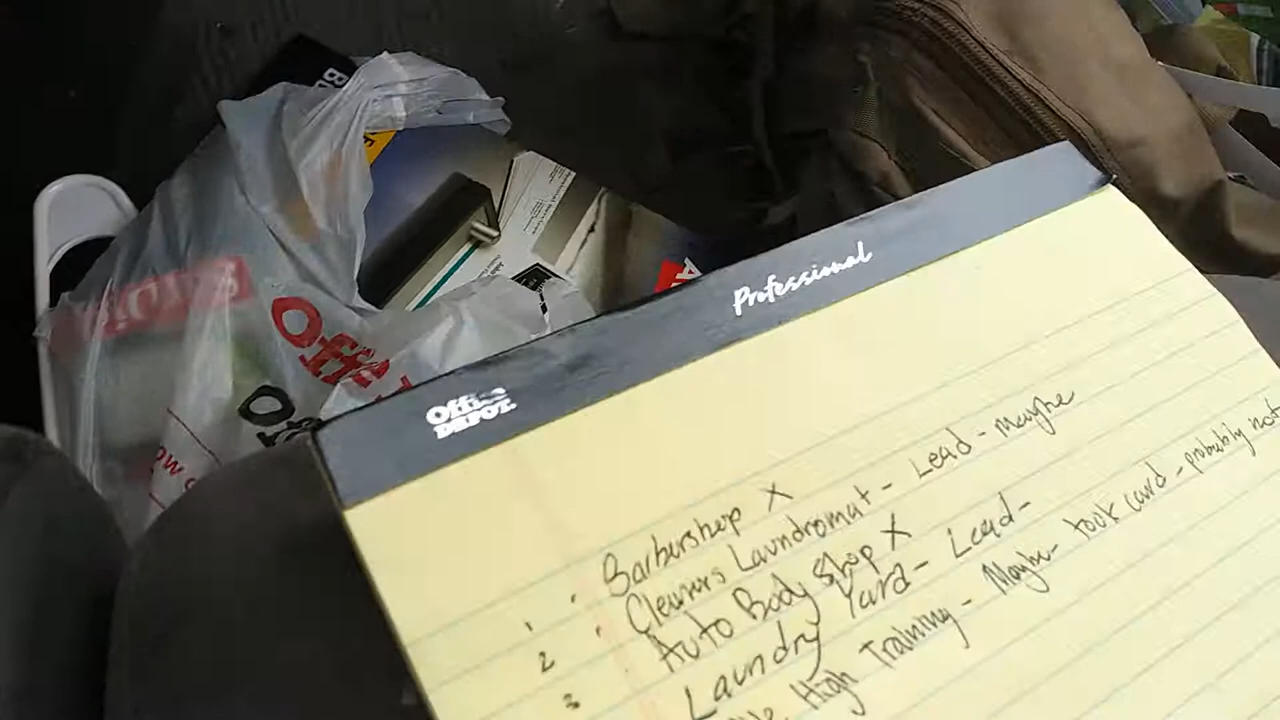 Professional
Office
DEPOT
Office
Barbershop X
1 Cleaners Laundromat - Lead - Maybe
2 Auto Body Shop X
3 Laundry Yard - Lead -
High Training - Maybe - took card - probably not